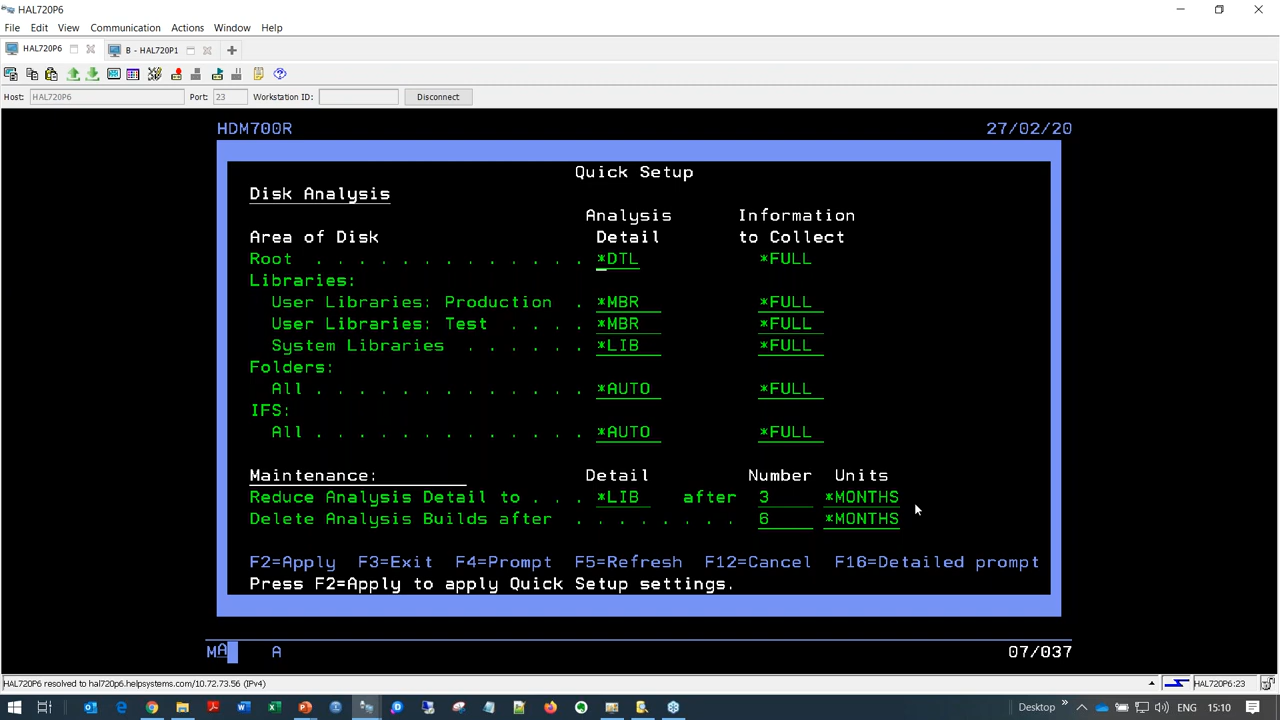 HAL720P6
File Edit View Communication Actions Window Help
HAL720P6 B - HAL720P1
Host: HAL720P6 Port: 23 Workstation ID: Disconnect
HDM700R 27/02/20
Quick Setup
Disk Analysis
Analysis Information
Area of Disk Detail to Collect
Root . . . . . . . . . . . . . *DTL *FULL
Libraries:
User Libraries: Production . *MBR *FULL
User Libraries: Test . . . . *MBR *FULL
System Libraries . . . . . . *LIB *FULL
Folders:
All . . . . . . . . . . . . . *AUTO *FULL
IFS:
All . . . . . . . . . . . . . *AUTO *FULL
Maintenance: Detail Number Units
Reduce Analysis Detail to . . . *LIB after 3 *MONTHS
Delete Analysis Builds after . . . . . . . . 6 *MONTHS
F2=Apply F3=Exit F4=Prompt F5=Refresh F12=Cancel F16=Detailed prompt
Press F2=Apply to apply Quick Setup settings.
MA A 07/037
HAL720P6 resolved to hal720p6.helpsystems.com/10.72.73.56 (IPv4) HAL720P6:23
Desktop ENG 15:10